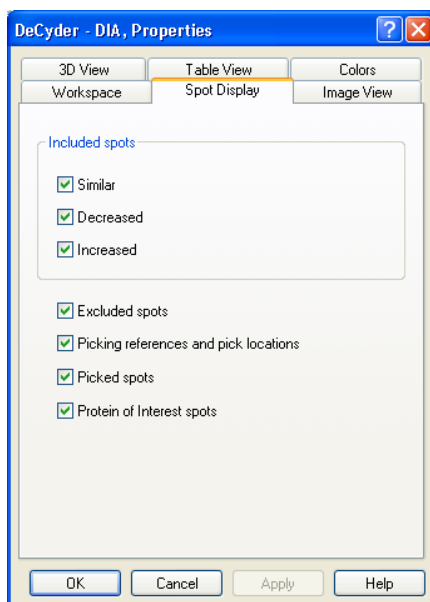 DeCyder - DIA, Properties
3D View Table View Colors
Workspace Spot Display Image View
Included spots
Similar
Decreased
Increased
Excluded spots
Picking references and pick locations
Picked spots
Protein of Interest spots
OK Cancel Apply Help